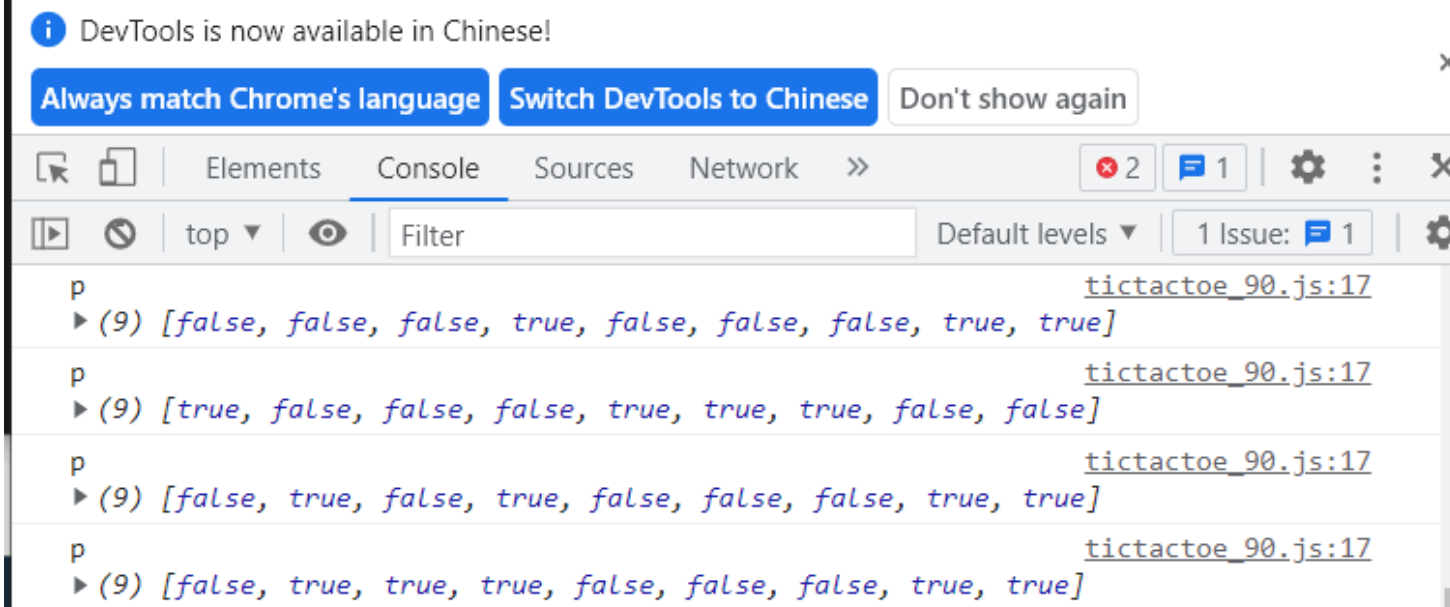 DevTools is now available in Chinese!
Always match Chrome's language Switch DevTools to Chinese Don't show again
Elements Console Sources Network » 2 1
top ▼ Filter Default levels ▼ 1 Issue: 1
p tictactoe_90.js:17
▶ (9) [false, false, false, true, false, false, false, true, true]
p tictactoe_90.js:17
▶ (9) [true, false, false, false, true, true, true, false, false]
p tictactoe_90.js:17
▶ (9) [false, true, false, true, false, false, false, true, true]
p tictactoe_90.js:17
▶ (9) [false, true, true, true, false, false, false, true, true]